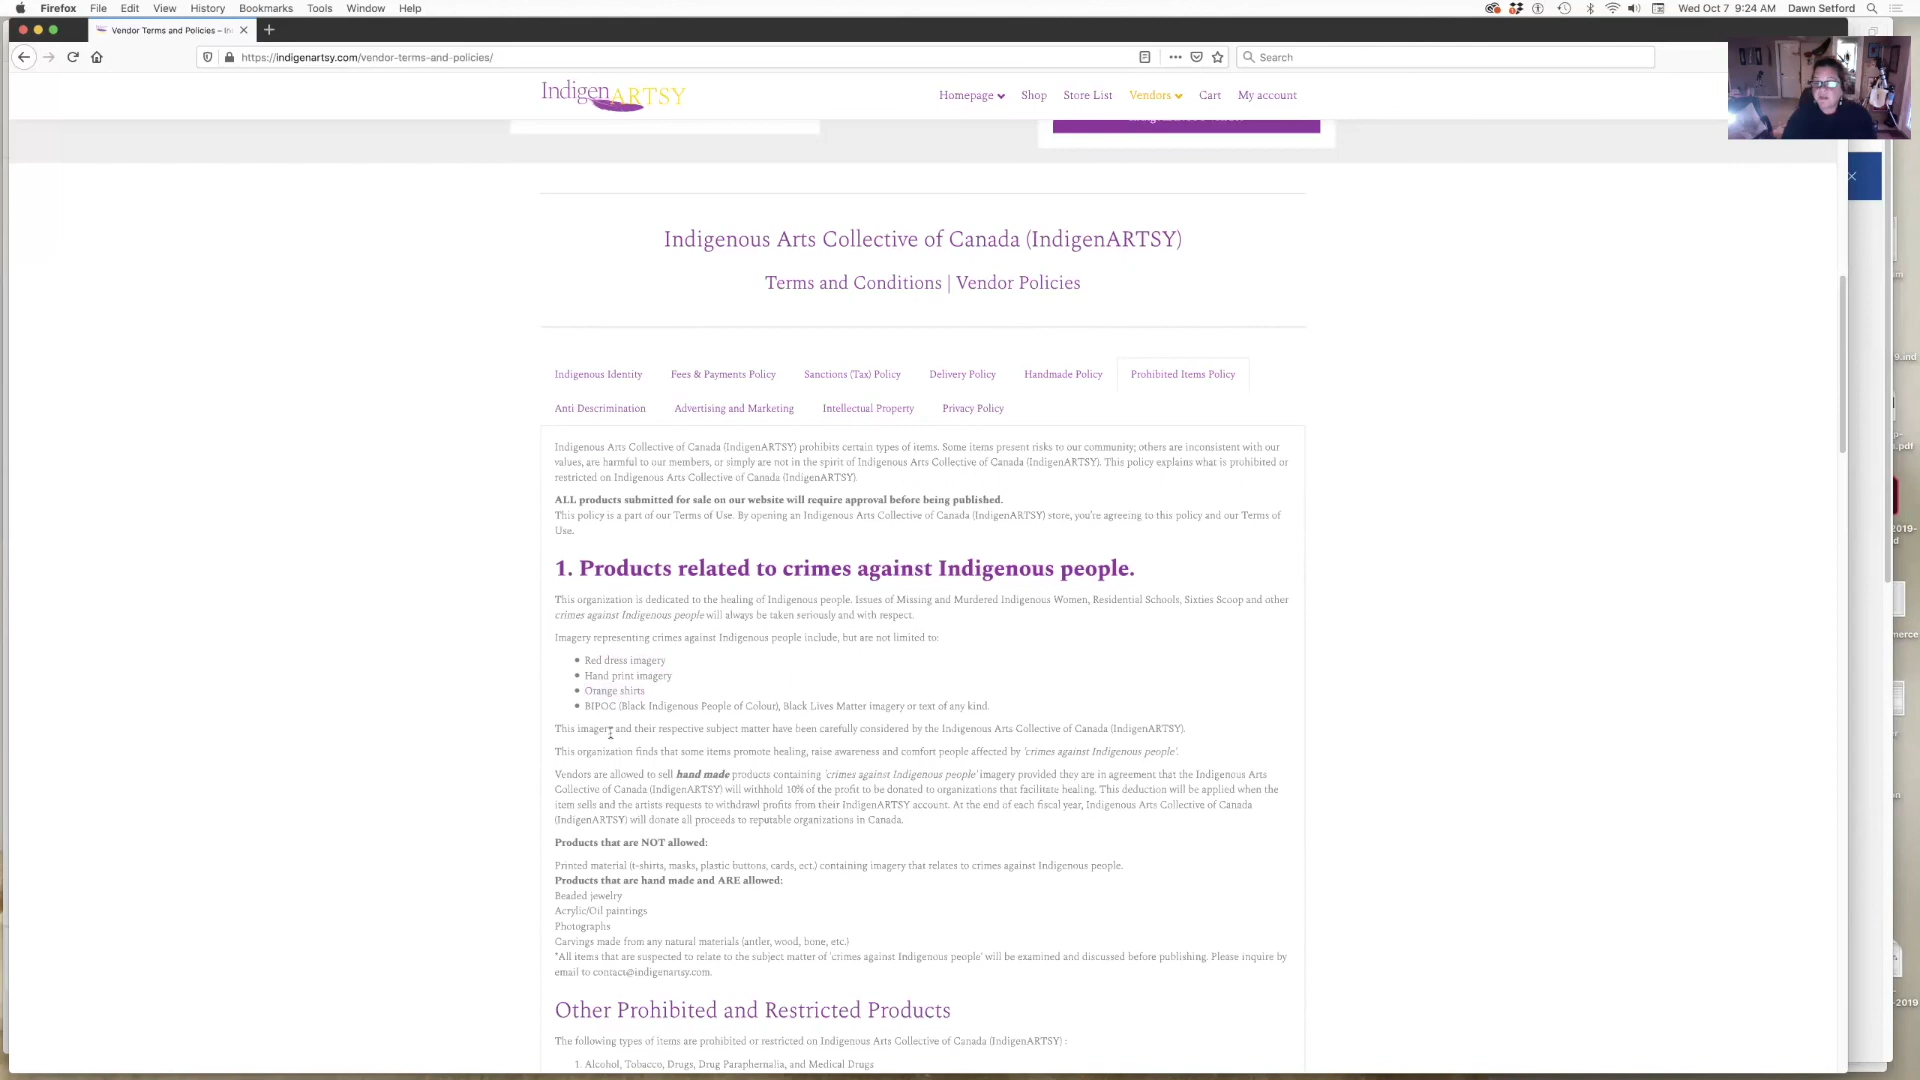 Firefox File Edit View History Bookmarks Tools Window Help Wed Oct 7 9:24 AM Dawn Setford
Vendor Terms and Policies – In
https://indigenartsy.com/vendor-terms-and-policies/ Search
IndigenARTSY Homepage Shop Store List Vendors Cart My account
Indigenous Arts Collective of Canada (IndigenARTSY)
Terms and Conditions | Vendor Policies
Indigenous Identity Fees & Payments Policy Sanctions (Tax) Policy Delivery Policy Handmade Policy Prohibited Items Policy
Anti Descrimination Advertising and Marketing Intellectual Property Privacy Policy
Indigenous Arts Collective of Canada (IndigenARTSY) prohibits certain types of items. Some items present risks to our community; others are inconsistent with our
values, are harmful to our members, or simply are not in the spirit of Indigenous Arts Collective of Canada (IndigenARTSY). This policy explains what is prohibited or
restricted on Indigenous Arts Collective of Canada (IndigenARTSY).
ALL products submitted for sale on our website will require approval before being published.
This policy is a part of our Terms of Use. By opening an Indigenous Arts Collective of Canada (IndigenARTSY) store, you're agreeing to this policy and our Terms of
Use.
1. Products related to crimes against Indigenous people.
This organization is dedicated to the healing of Indigenous people. Issues of Missing and Murdered Indigenous Women, Residential Schools, Sixties Scoop and other
crimes against Indigenous people will always be taken seriously and with respect.
Imagery representing crimes against Indigenous people include, but are not limited to:
• Red dress imagery
• Hand print imagery
• Orange shirts
• BIPOC (Black Indigenous People of Colour), Black Lives Matter imagery or text of any kind.
This imagery and their respective subject matter have been carefully considered by the Indigenous Arts Collective of Canada (IndigenARTSY).
This organization finds that some items promote healing, raise awareness and comfort people affected by 'crimes against Indigenous people'.
Vendors are allowed to sell hand made products containing 'crimes against Indigenous people' imagery provided they are in agreement that the Indigenous Arts
Collective of Canada (IndigenARTSY) will withhold 10% of the profit to be donated to organizations that facilitate healing. This deduction will be applied when the
item sells and the artists requests to withdrawl profits from their IndigenARTSY account. At the end of each fiscal year, Indigenous Arts Collective of Canada
(IndigenARTSY) will donate all proceeds to reputable organizations in Canada.
Products that are NOT allowed:
Printed material (t-shirts, masks, plastic buttons, cards, ect.) containing imagery that relates to crimes against Indigenous people.
Products that are hand made and ARE allowed:
Beaded jewelry
Acrylic/Oil paintings
Photographs
Carvings made from any natural materials (antler, wood, bone, etc.)
*All items that are suspected to relate to the subject matter of 'crimes against Indigenous people' will be examined and discussed before publishing. Please inquire by
email to contact@indigenartsy.com.
Other Prohibited and Restricted Products
The following types of items are prohibited or restricted on Indigenous Arts Collective of Canada (IndigenARTSY) :
1. Alcohol, Tobacco, Drugs, Drug Paraphernalia, and Medical Drugs